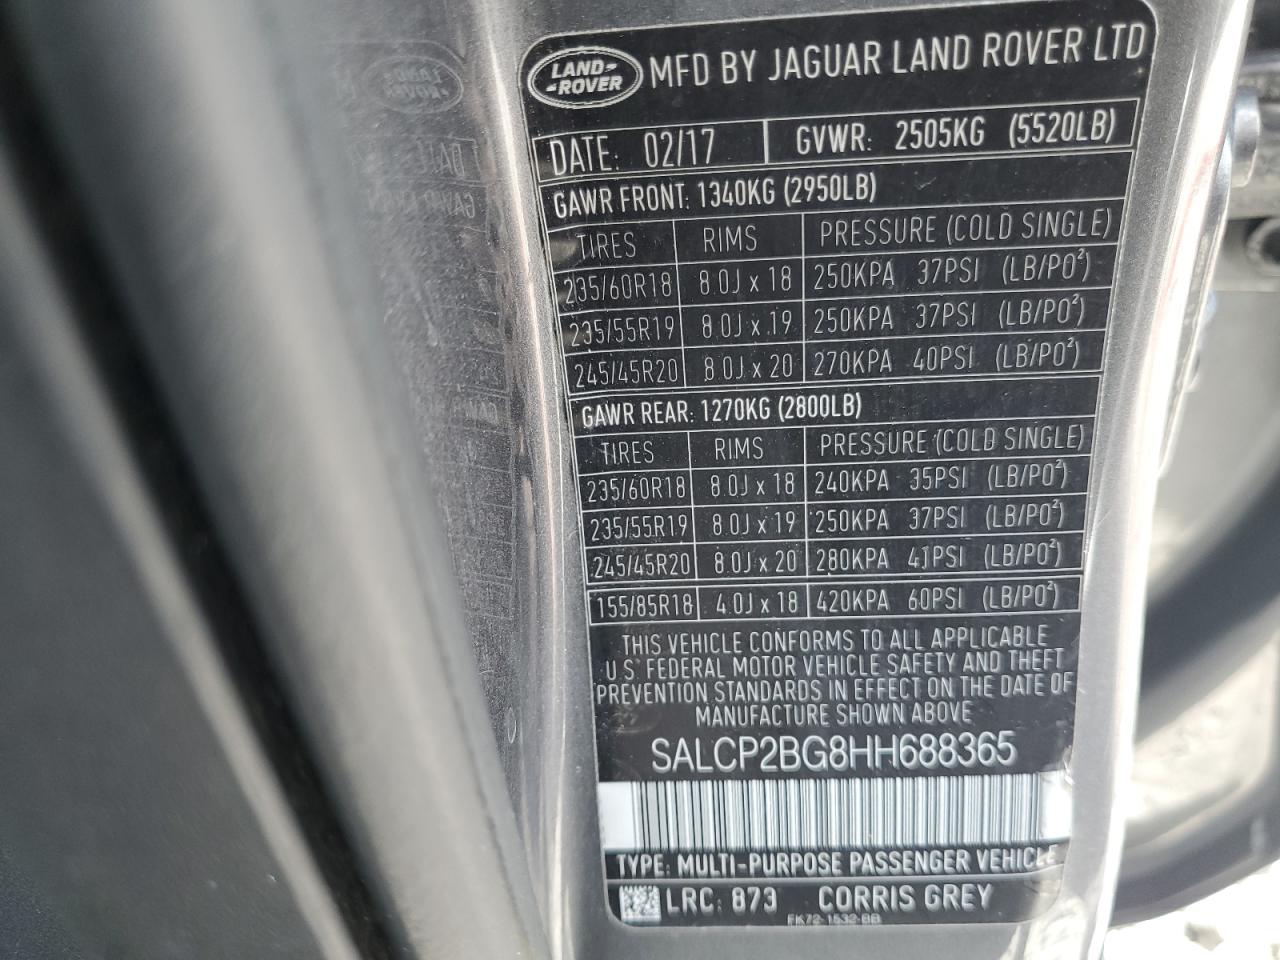 LAND-ROVER MFD BY JAGUAR LAND ROVER LTD
DATE: 02/17 GVWR: 2505KG (5520LB)
GAWR FRONT: 1340KG (2950LB)
TIRES RIMS PRESSURE (COLD SINGLE)
235/60R18 8.0J x 18 250KPA 37PSI (LB/PO²)
235/55R19 8.0J x 19 250KPA 37PSI (LB/PO²)
245/45R20 8.0J x 20 270KPA 40PSI (LB/PO²)
GAWR REAR: 1270KG (2800LB)
TIRES RIMS PRESSURE (COLD SINGLE)
235/60R18 8.0J x 18 240KPA 35PSI (LB/PO²)
235/55R19 8.0J x 19 250KPA 37PSI (LB/PO²)
245/45R20 8.0J x 20 280KPA 41PSI (LB/PO²)
155/85R18 4.0J x 18 420KPA 60PSI (LB/PO²)
THIS VEHICLE CONFORMS TO ALL APPLICABLE
U.S. FEDERAL MOTOR VEHICLE SAFETY AND THEFT
PREVENTION STANDARDS IN EFFECT ON THE DATE OF
MANUFACTURE SHOWN ABOVE
SALCP2BG8HH688365
TYPE: MULTI-PURPOSE PASSENGER VEHICLE
LRC: 873 CORRIS GREY
FK72-1532-BB